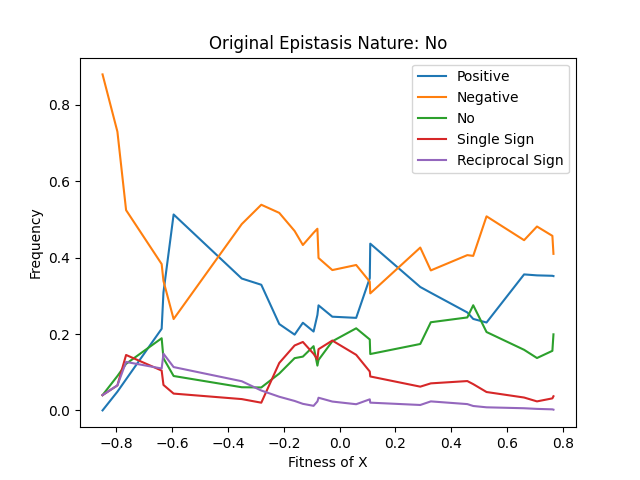 Original Epistasis Nature: No
Positive
Negative
No
Single Sign
Reciprocal Sign
Frequency
0.8
0.6
0.4
0.2
0.0
−0.8 −0.6 −0.4 −0.2 0.0 0.2 0.4 0.6 0.8
Fitness of X